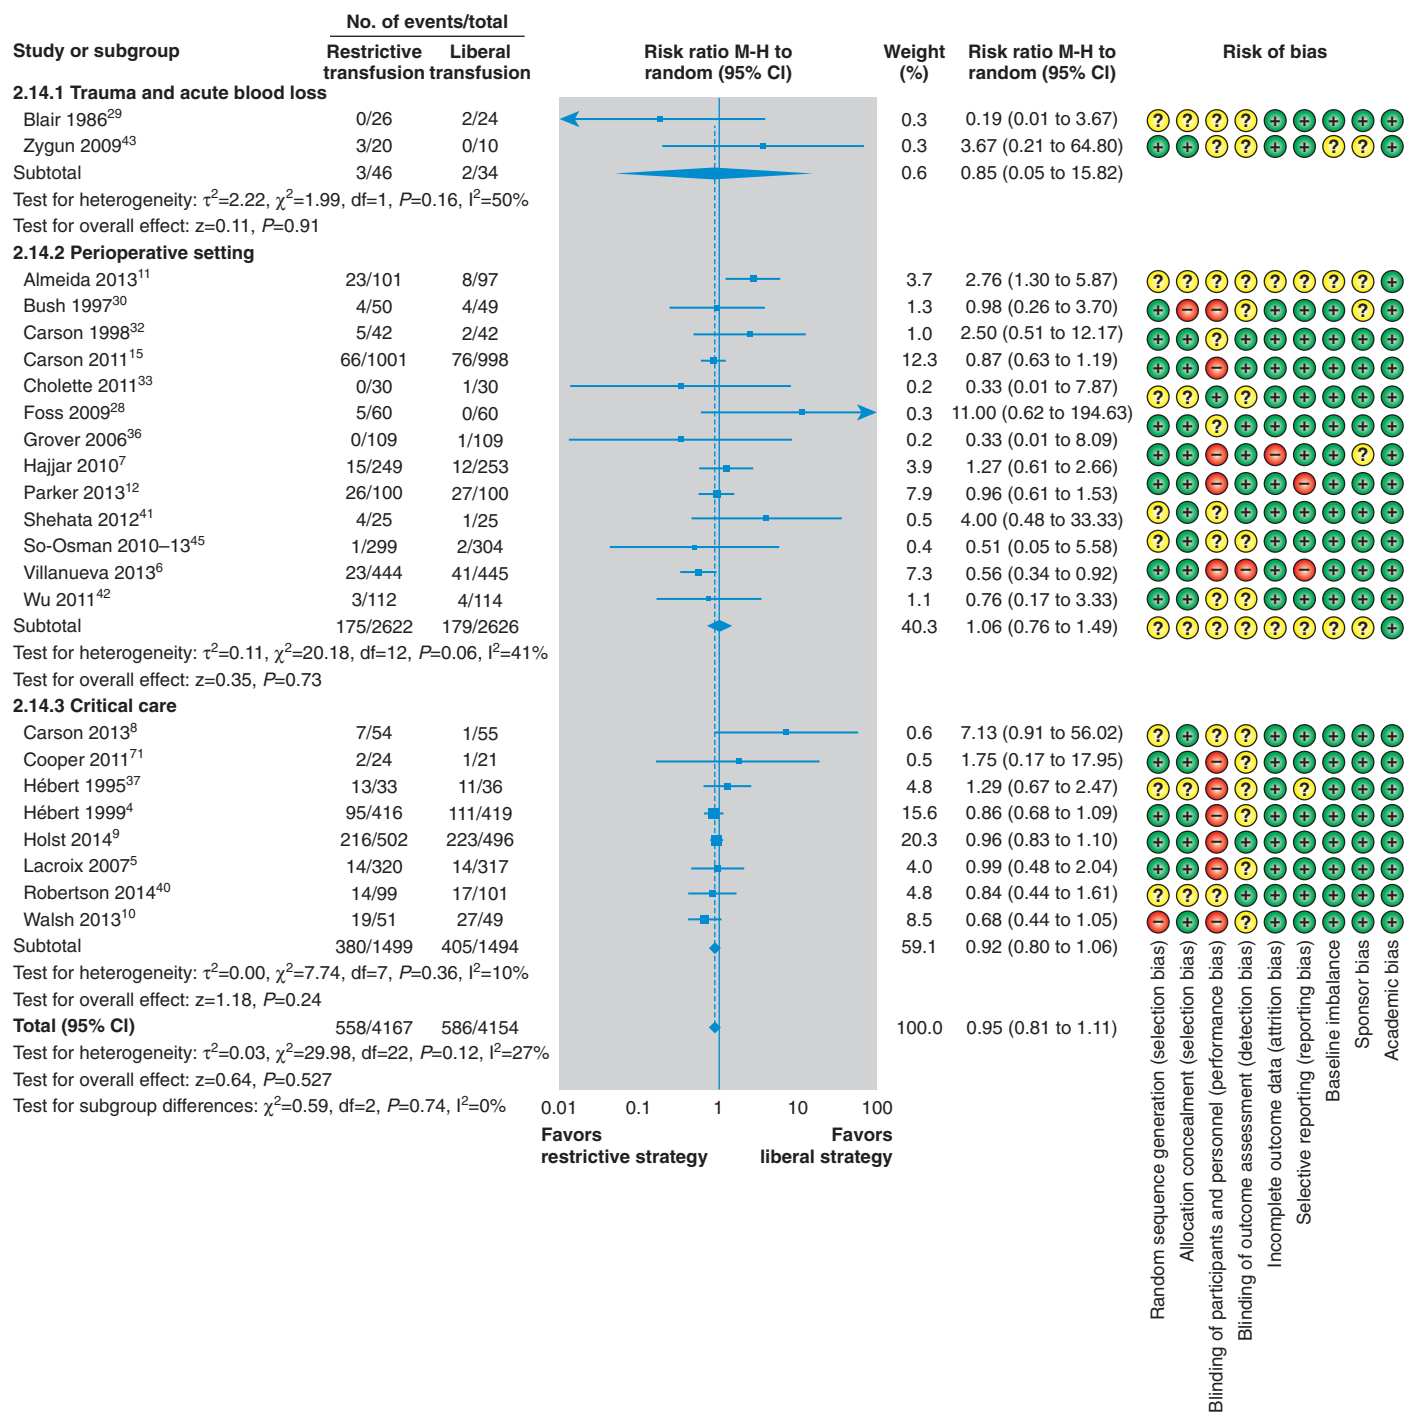 No. of events/total
Study or subgroup Restrictive transfusion Liberal transfusion Risk ratio M-H to random (95% CI) Weight (%) Risk ratio M-H to random (95% CI) Risk of bias
2.14.1 Trauma and acute blood loss
Blair 1986²⁹ 0/26 2/24 0.3 0.19 (0.01 to 3.67) ? ? ? ? + + + + +
Zygun 2009⁴³ 3/20 0/10 0.3 3.67 (0.21 to 64.80) + + ? ? + + ? ? +
Subtotal 3/46 2/34 0.6 0.85 (0.05 to 15.82)
Test for heterogeneity: τ²=2.22, χ²=1.99, df=1, P=0.16, I²=50%
Test for overall effect: z=0.11, P=0.91
2.14.2 Perioperative setting
Almeida 2013¹¹ 23/101 8/97 3.7 2.76 (1.30 to 5.87) ? ? ? ? ? ? ? ? +
Bush 1997³⁰ 4/50 4/49 1.3 0.98 (0.26 to 3.70) + − − ? + + + ? +
Carson 1998³² 5/42 2/42 1.0 2.50 (0.51 to 12.17) + + ? + + + + + +
Carson 2011¹⁵ 66/1001 76/998 12.3 0.87 (0.63 to 1.19) + + − + + + + + +
Cholette 2011³³ 0/30 1/30 0.2 0.33 (0.01 to 7.87) ? ? + ? + + + + +
Foss 2009²⁸ 5/60 0/60 0.3 11.00 (0.62 to 194.63) + + ? + + + + + +
Grover 2006³⁶ 0/109 1/109 0.2 0.33 (0.01 to 8.09) + + − + − + + ? +
Hajjar 2010⁷ 15/249 12/253 3.9 1.27 (0.61 to 2.66) + + − + + − + + +
Parker 2013¹² 26/100 27/100 7.9 0.96 (0.61 to 1.53) ? + ? + + + + + +
Shehata 2012⁴¹ 4/25 1/25 0.5 4.00 (0.48 to 33.33) ? + ? ? + + + + +
So-Osman 2010–13⁴⁵ 1/299 2/304 0.4 0.51 (0.05 to 5.58) + + − − + − + + +
Villanueva 2013⁶ 23/444 41/445 7.3 0.56 (0.34 to 0.92) + + ? ? + + + + +
Wu 2011⁴² 3/112 4/114 1.1 0.76 (0.17 to 3.33) ? ? ? ? ? ? ? ? +
Subtotal 175/2622 179/2626 40.3 1.06 (0.76 to 1.49)
Test for heterogeneity: τ²=0.11, χ²=20.18, df=12, P=0.06, I²=41%
Test for overall effect: z=0.35, P=0.73
2.14.3 Critical care
Carson 2013⁸ 7/54 1/55 0.6 7.13 (0.91 to 56.02) ? + ? ? + + + + +
Cooper 2011⁷¹ 2/24 1/21 0.5 1.75 (0.17 to 17.95) + + − ? + + + + +
Hébert 1995³⁷ 13/33 11/36 4.8 1.29 (0.67 to 2.47) ? ? − ? + ? + + +
Hébert 1999⁴ 95/416 111/419 15.6 0.86 (0.68 to 1.09) + + − ? + + + + +
Holst 2014⁹ 216/502 223/496 20.3 0.96 (0.83 to 1.10) + + − + + + + + +
Lacroix 2007⁵ 14/320 14/317 4.0 0.99 (0.48 to 2.04) + + − ? + + + + +
Robertson 2014⁴⁰ 14/99 17/101 4.8 0.84 (0.44 to 1.61) ? ? ? + + + + + +
Walsh 2013¹⁰ 19/51 27/49 8.5 0.68 (0.44 to 1.05) − + − ? + + + + +
Subtotal 380/1499 405/1494 59.1 0.92 (0.80 to 1.06)
Test for heterogeneity: τ²=0.00, χ²=7.74, df=7, P=0.36, I²=10%
Test for overall effect: z=1.18, P=0.24
Total (95% CI) 558/4167 586/4154 100.0 0.95 (0.81 to 1.11)
Test for heterogeneity: τ²=0.03, χ²=29.98, df=22, P=0.12, I²=27%
Test for overall effect: z=0.64, P=0.527
Test for subgroup differences: χ²=0.59, df=2, P=0.74, I²=0%
0.01 0.1 1 10 100
Favors restrictive strategy
Favors liberal strategy
Random sequence generation (selection bias)
Allocation concealment (selection bias)
Blinding of participants and personnel (performance bias)
Blinding of outcome assessment (detection bias)
Incomplete outcome data (attrition bias)
Selective reporting (reporting bias)
Baseline imbalance
Sponsor bias
Academic bias